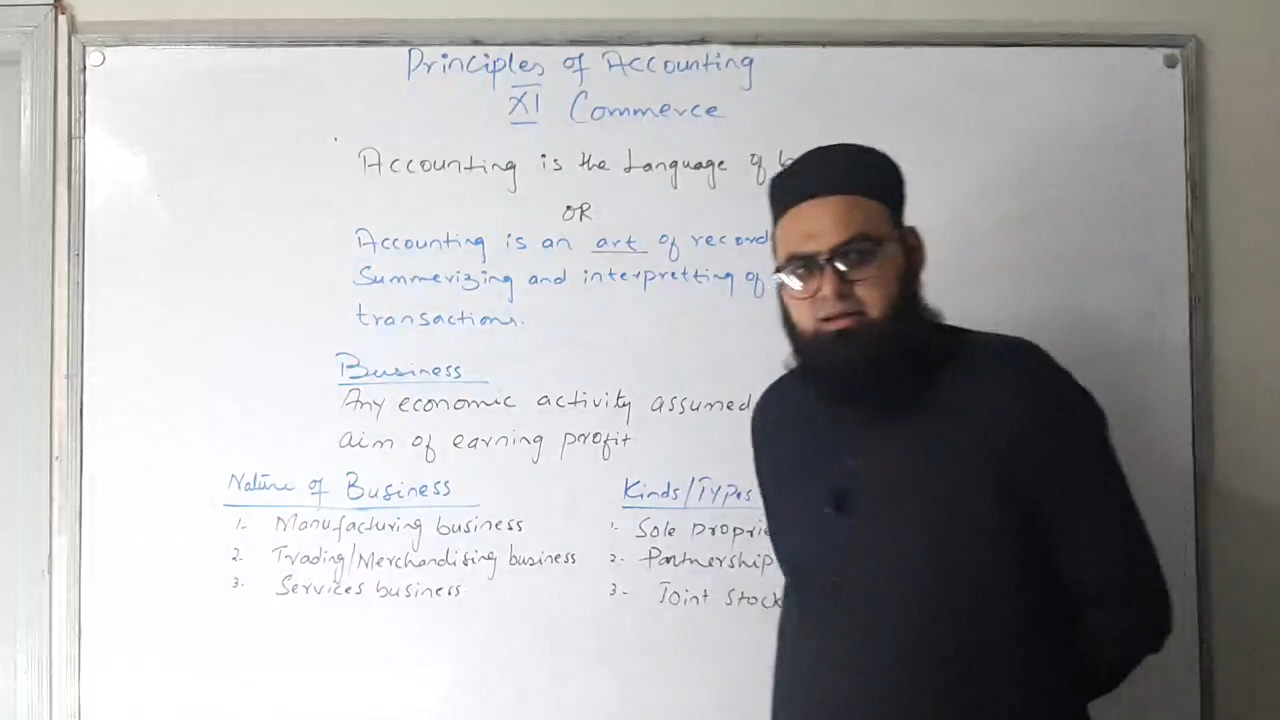 Principles of Accounting
XI Commerce
Accounting is the Language of
OR
Accounting is an art of record
Summerizing and interpretting of
transactions.
Business
Any economic activity assumed
aim of earning profit
Nature of Business
1- Manufacturing business
2. Trading/Merchandising business
3. Services business.
Kinds/Types
1- Sole Propri
2. Partnership
3- Joint Stock